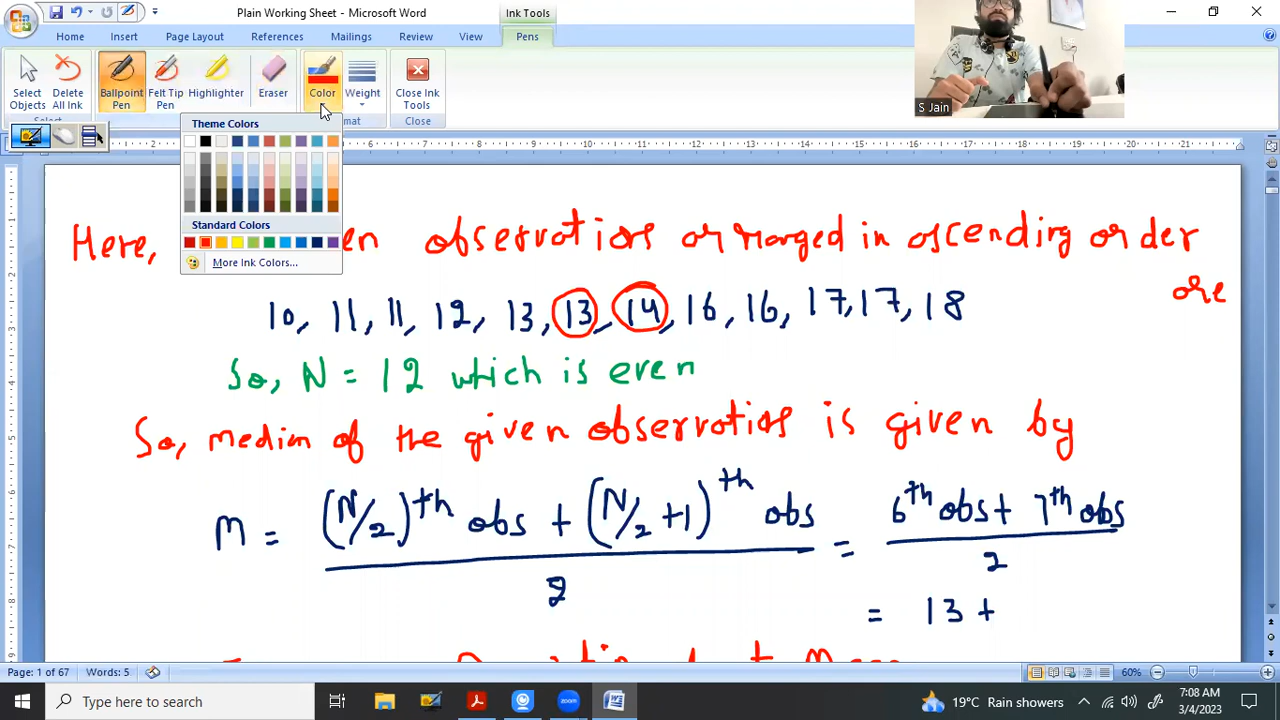 Plain Working Sheet - Microsoft Word
Ink Tools
Home Insert Page Layout References Mailings Review View Pens
Select Objects
Delete All Ink
Ballpoint Pen
Felt Tip Pen
Highlighter
Eraser
Color
Weight
Close Ink Tools
Close
Theme Colors
Standard Colors
More Ink Colors...
S Jain
Here, observations arranged in ascending order
are
10, 11, 11, 12, 13, 13, 14, 16, 16, 17, 17, 18
So, N = 12 which is even
So, median of the given observations is given by
m = (N/2)th obs + (N/2 +1)th obs / 2 = 6th obs + 7th obs / 2
= 13 +
Page: 1 of 67 Words: 5 60%
Type here to search
19°C Rain showers
7:08 AM
3/4/2023